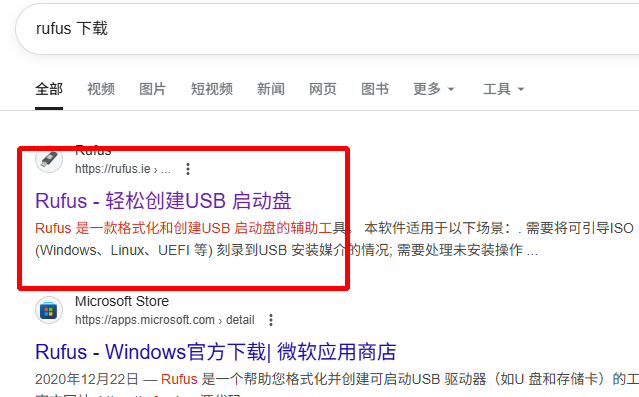 rufus 下载
全部 视频 图片 短视频 新闻 网页 图书 更多 工具
Rufus
https://rufus.ie › ...
Rufus - 轻松创建USB 启动盘
Rufus 是一款格式化和创建USB 启动盘的辅助工具。 本软件适用于以下场景：. 需要将可引导ISO
(Windows、Linux、UEFI 等) 刻录到USB 安装媒介的情况; 需要处理未安装操作 ...
Microsoft Store
https://apps.microsoft.com › detail
Rufus - Windows官方下载| 微软应用商店
2020年12月22日 — Rufus 是一个帮助您格式化并创建可启动USB 驱动器（如U 盘和存储卡）的工